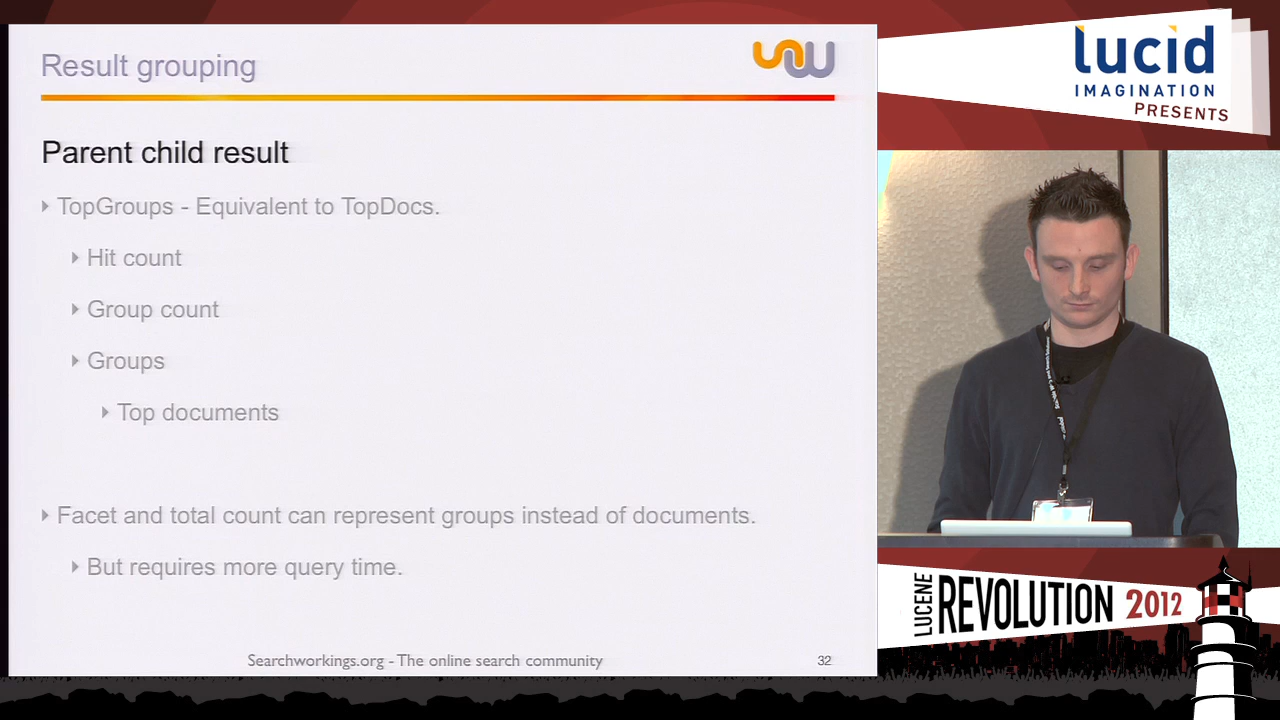 Result grouping
Parent child result
TopGroups - Equivalent to TopDocs.
Hit count
Group count
Groups
Top documents
Facet and total count can represent groups instead of documents.
But requires more query time.
Searchworkings.org - The online search community
32
lucid
IMAGINATION
PRESENTS
LUCENE
REVOLUTION 2012